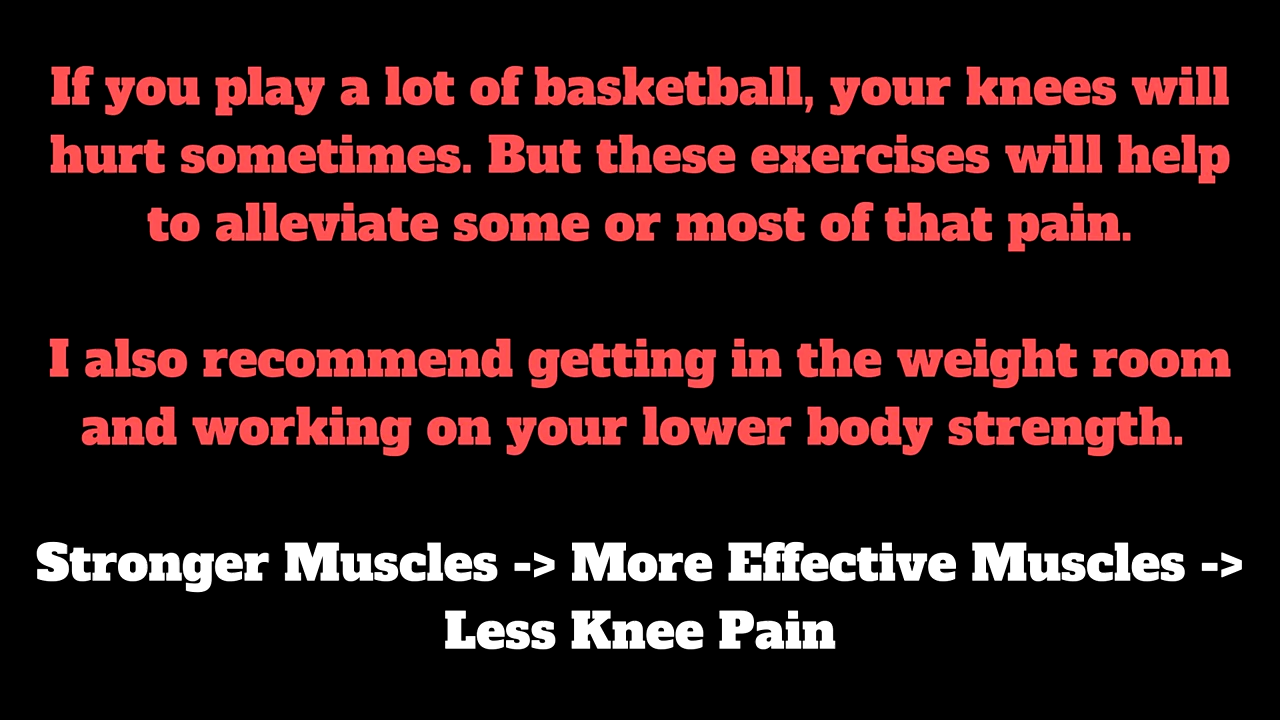 If you play a lot of basketball, your knees will
hurt sometimes. But these exercises will help
to alleviate some or most of that pain.
I also recommend getting in the weight room
and working on your lower body strength.
Stronger Muscles -> More Effective Muscles ->
Less Knee Pain